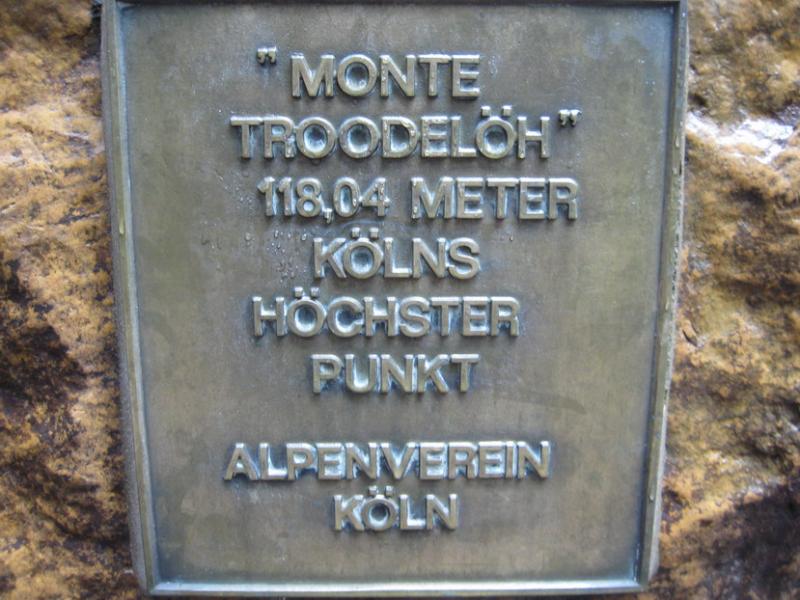 "MONTE
TROODELÖH"
118,04 METER
KÖLNS
HÖCHSTER
PUNKT
ALPENVEREIN
KÖLN